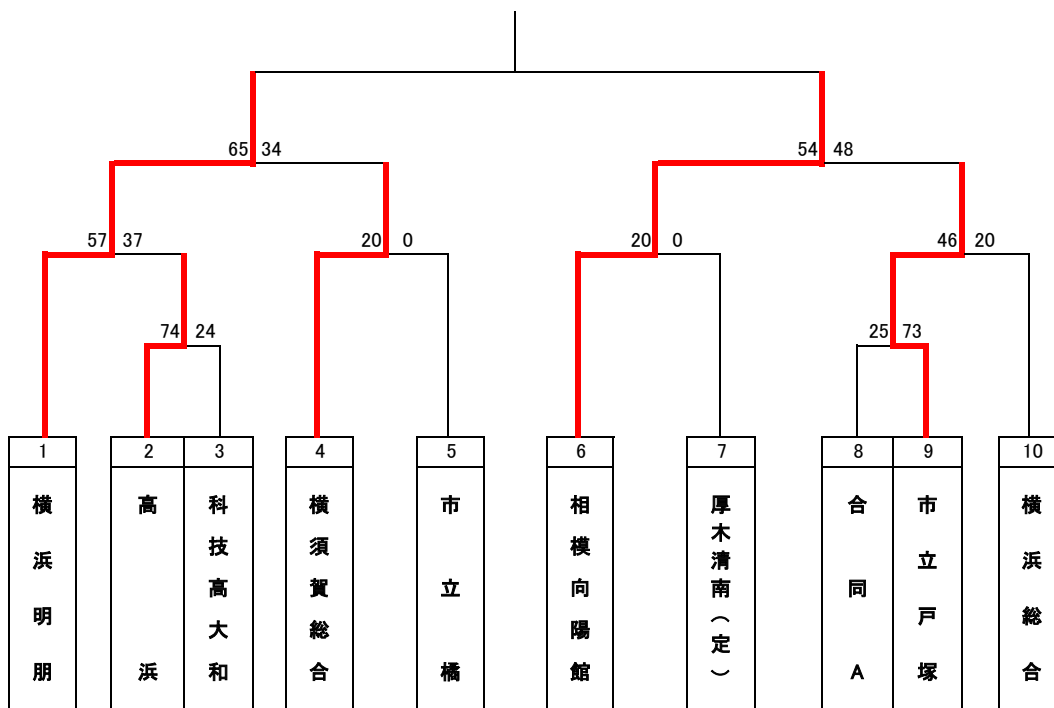 65 34
54 48
57 37
20 0
20 0
46 20
74 24
25 73
1 2 3 4 5 6 7 8 9 10
横浜明朋
高浜
科技高大和
横須賀総合
市立橘
相模向陽館
厚木清南（定）
合同A
市立戸塚
横浜総合